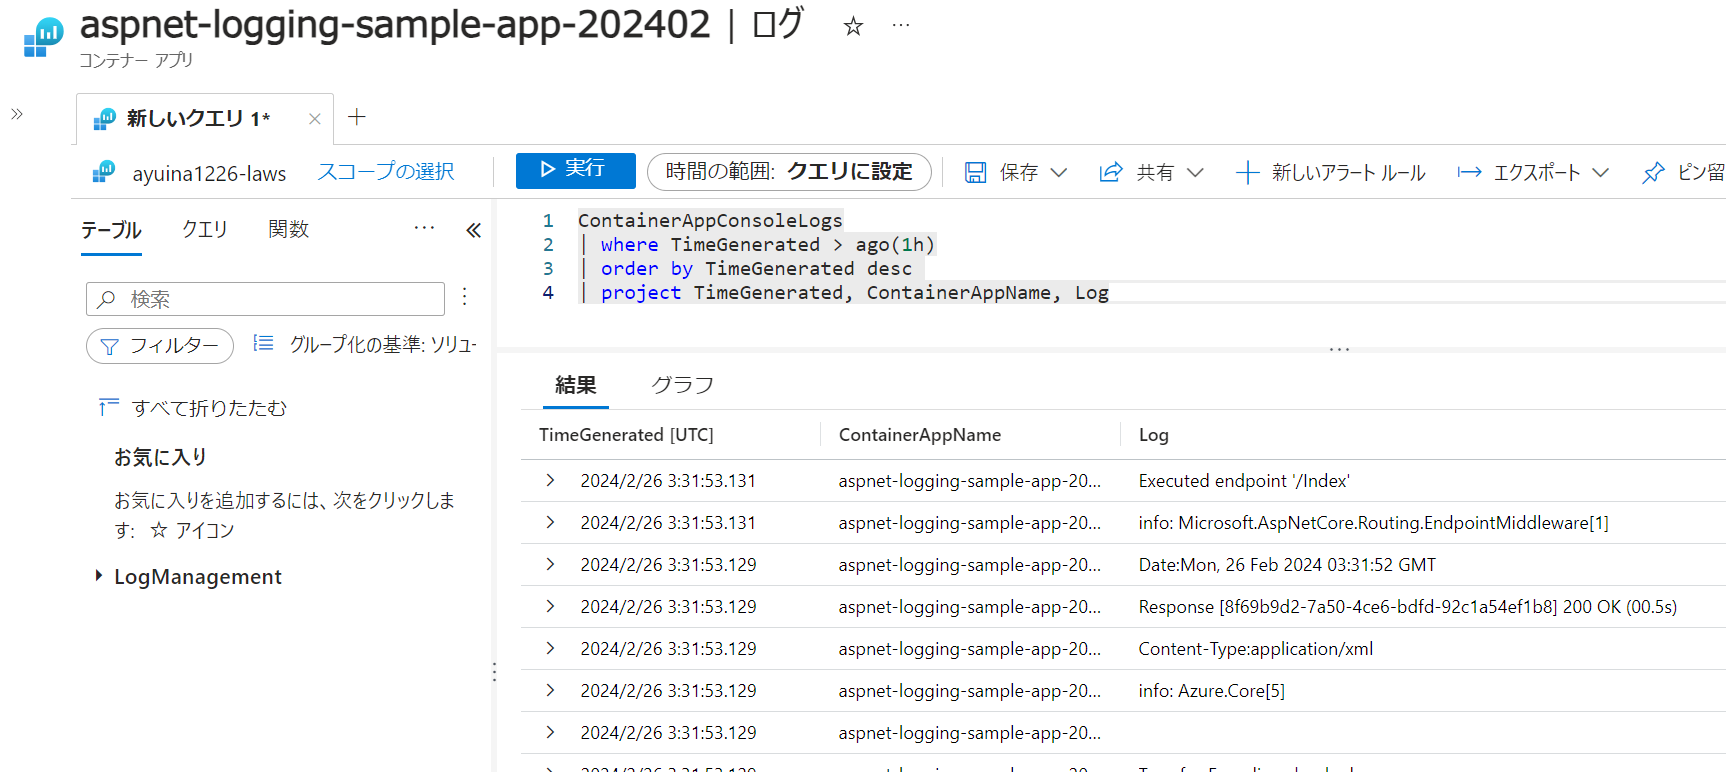 aspnet-logging-sample-app-202402 | ログ
コンテナー アプリ
新しいクエリ 1*
ayuina1226-laws
スコープの選択
実行
時間の範囲: クエリに設定
保存
共有
新しいアラート ルール
エクスポート
ピン留
テーブル
クエリ
関数
検索
フィルター
グループ化の基準: ソリュー
すべて折りたたむ
お気に入り
お気に入りを追加するには、次をクリックしま
す: ☆ アイコン
LogManagement
1 ContainerAppConsoleLogs
2 | where TimeGenerated > ago(1h)
3 | order by TimeGenerated desc
4 | project TimeGenerated, ContainerAppName, Log
結果
グラフ
TimeGenerated [UTC] ContainerAppName Log
2024/2/26 3:31:53.131 aspnet-logging-sample-app-20... Executed endpoint '/Index'
2024/2/26 3:31:53.131 aspnet-logging-sample-app-20... info: Microsoft.AspNetCore.Routing.EndpointMiddleware[1]
2024/2/26 3:31:53.129 aspnet-logging-sample-app-20... Date:Mon, 26 Feb 2024 03:31:52 GMT
2024/2/26 3:31:53.129 aspnet-logging-sample-app-20... Response [8f69b9d2-7a50-4ce6-bdfd-92c1a54ef1b8] 200 OK (00.5s)
2024/2/26 3:31:53.129 aspnet-logging-sample-app-20... Content-Type:application/xml
2024/2/26 3:31:53.129 aspnet-logging-sample-app-20... info: Azure.Core[5]
2024/2/26 3:31:53.129 aspnet-logging-sample-app-20...